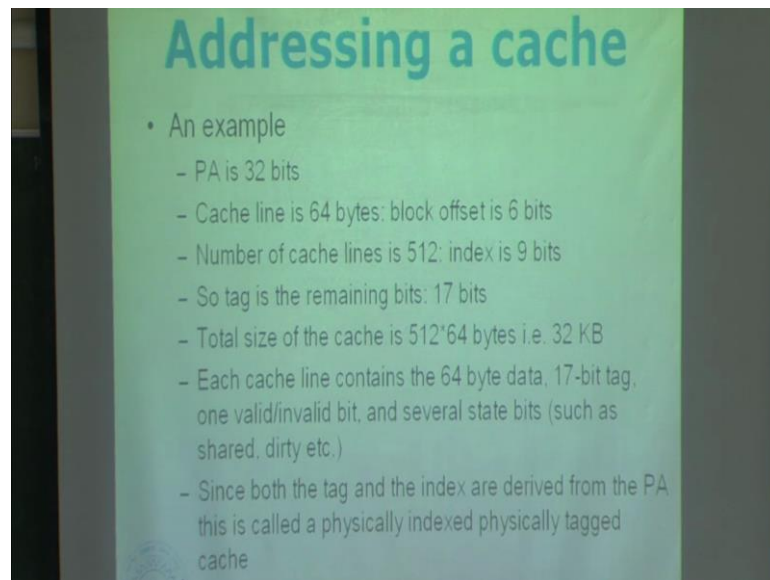 Addressing a cache
• An example
– PA is 32 bits
– Cache line is 64 bytes: block offset is 6 bits
– Number of cache lines is 512: index is 9 bits
– So tag is the remaining bits: 17 bits
– Total size of the cache is 512*64 bytes i.e. 32 KB
– Each cache line contains the 64 byte data, 17-bit tag,
one valid/invalid bit, and several state bits (such as
shared, dirty etc.)
– Since both the tag and the index are derived from the PA
this is called a physically indexed physically tagged
cache